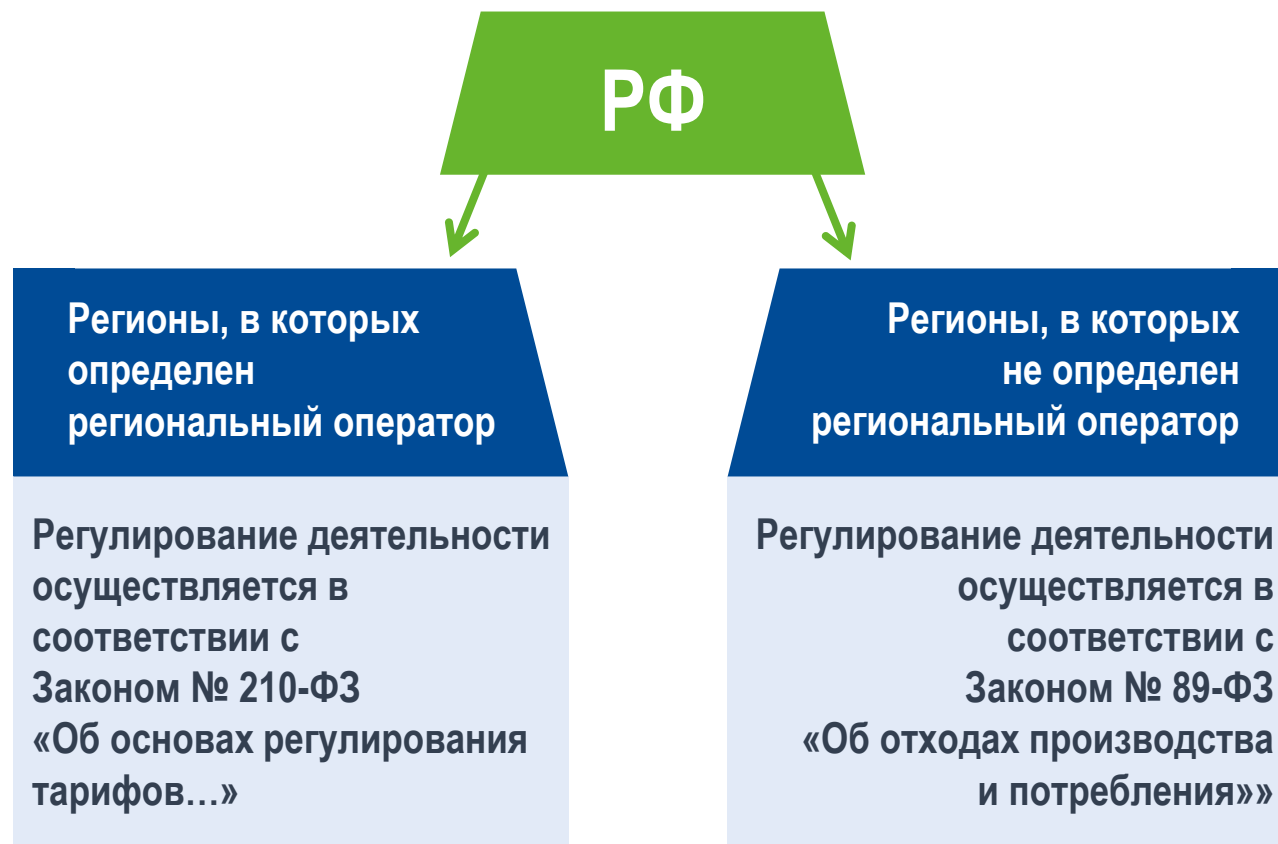 РФ
Регионы, в которых
определен
региональный оператор
Регулирование деятельности
осуществляется в
соответствии с
Законом № 210-ФЗ
«Об основах регулирования
тарифов…»
Регионы, в которых
не определен
региональный оператор
Регулирование деятельности
осуществляется в
соответствии с
Законом № 89-ФЗ
«Об отходах производства
и потребления»»